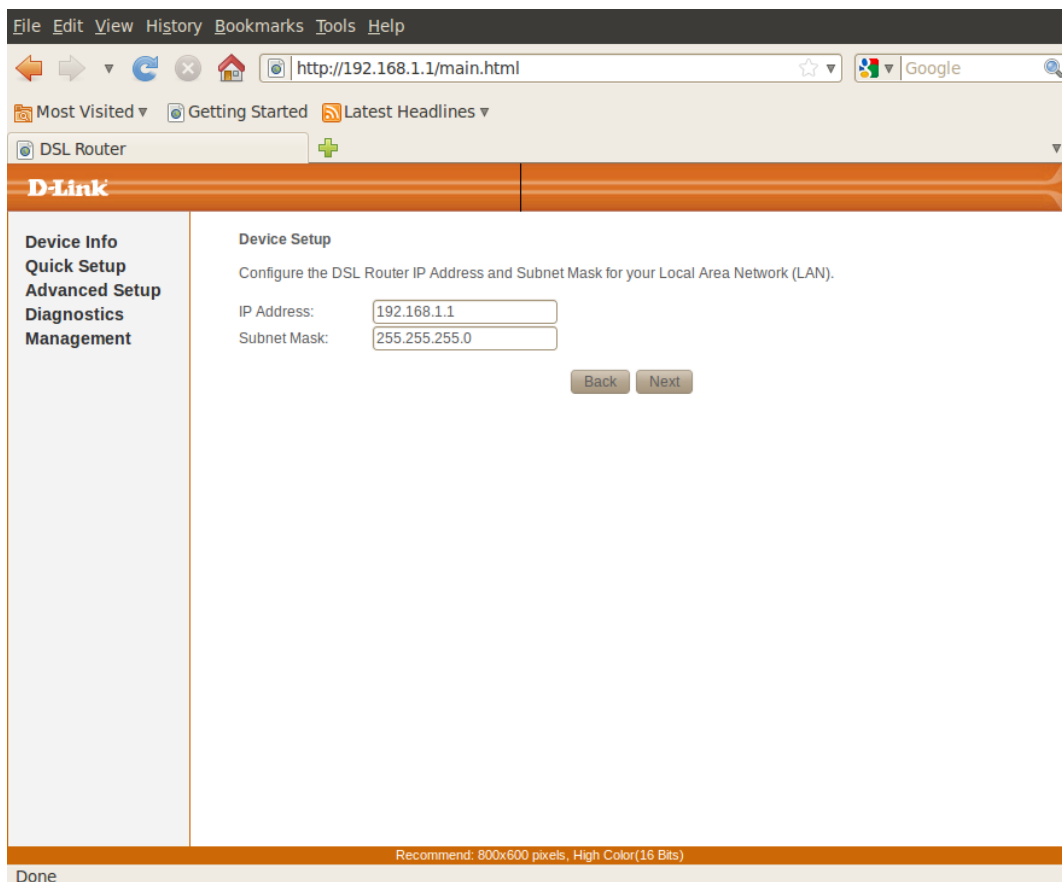 File Edit View History Bookmarks Tools Help
http://192.168.1.1/main.html
Google
Most Visited
Getting Started
Latest Headlines
DSL Router
D-Link
Device Info
Quick Setup
Advanced Setup
Diagnostics
Management
Device Setup
Configure the DSL Router IP Address and Subnet Mask for your Local Area Network (LAN).
IP Address: 192.168.1.1
Subnet Mask: 255.255.255.0
Back Next
Recommend: 800x600 pixels, High Color(16 Bits)
Done